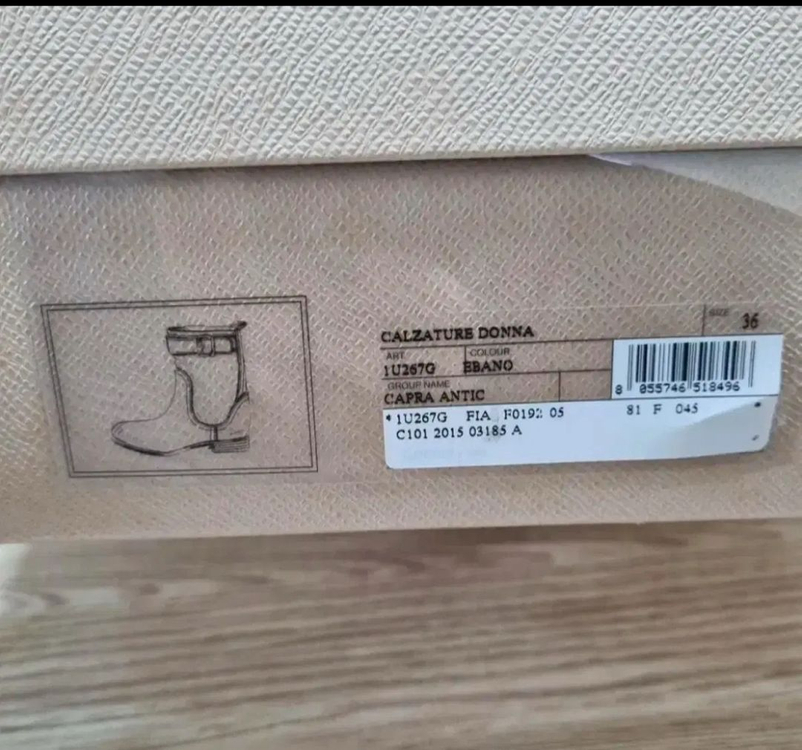 SIZE 36
CALZATURE DONNA
ART. COLOUR
1U267G EBANO
GROUP NAME
CAPRA ANTIC
8 055746 518496
* 1U267G FIA F0192 05 81 F 045 *
C101 2015 03185 A